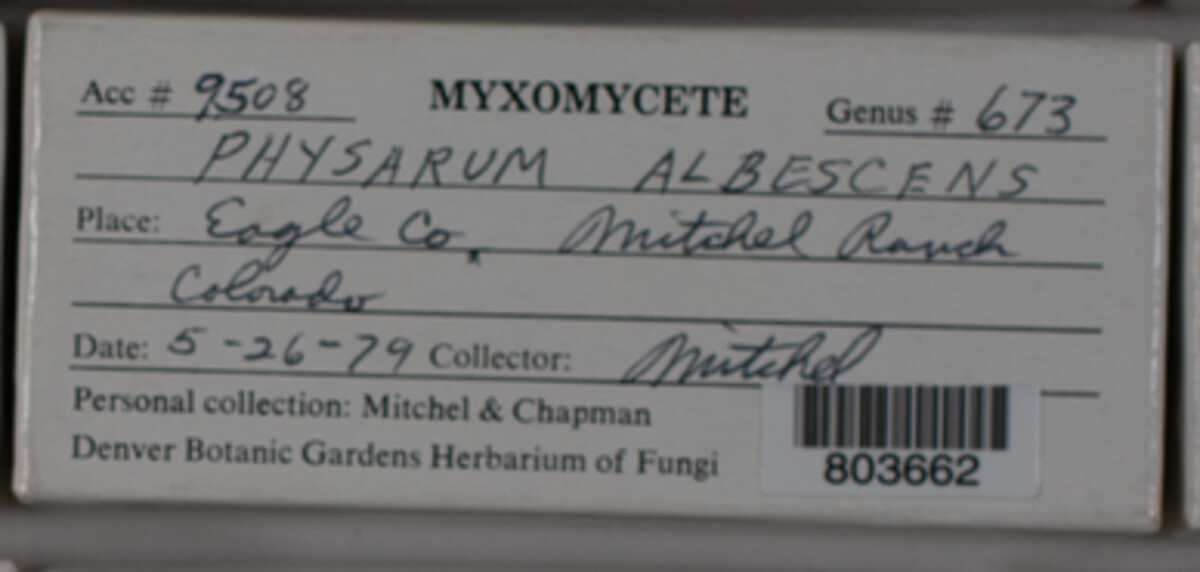 Acc # 9508 MYXOMYCETE Genus # 673
PHYSARUM ALBESCENS
Place: Eagle Co. Mitchel Ranch
Colorado
Date: 5-26-79 Collector: Mitchel
Personal collection: Mitchel & Chapman
Denver Botanic Gardens Herbarium of Fungi
803662